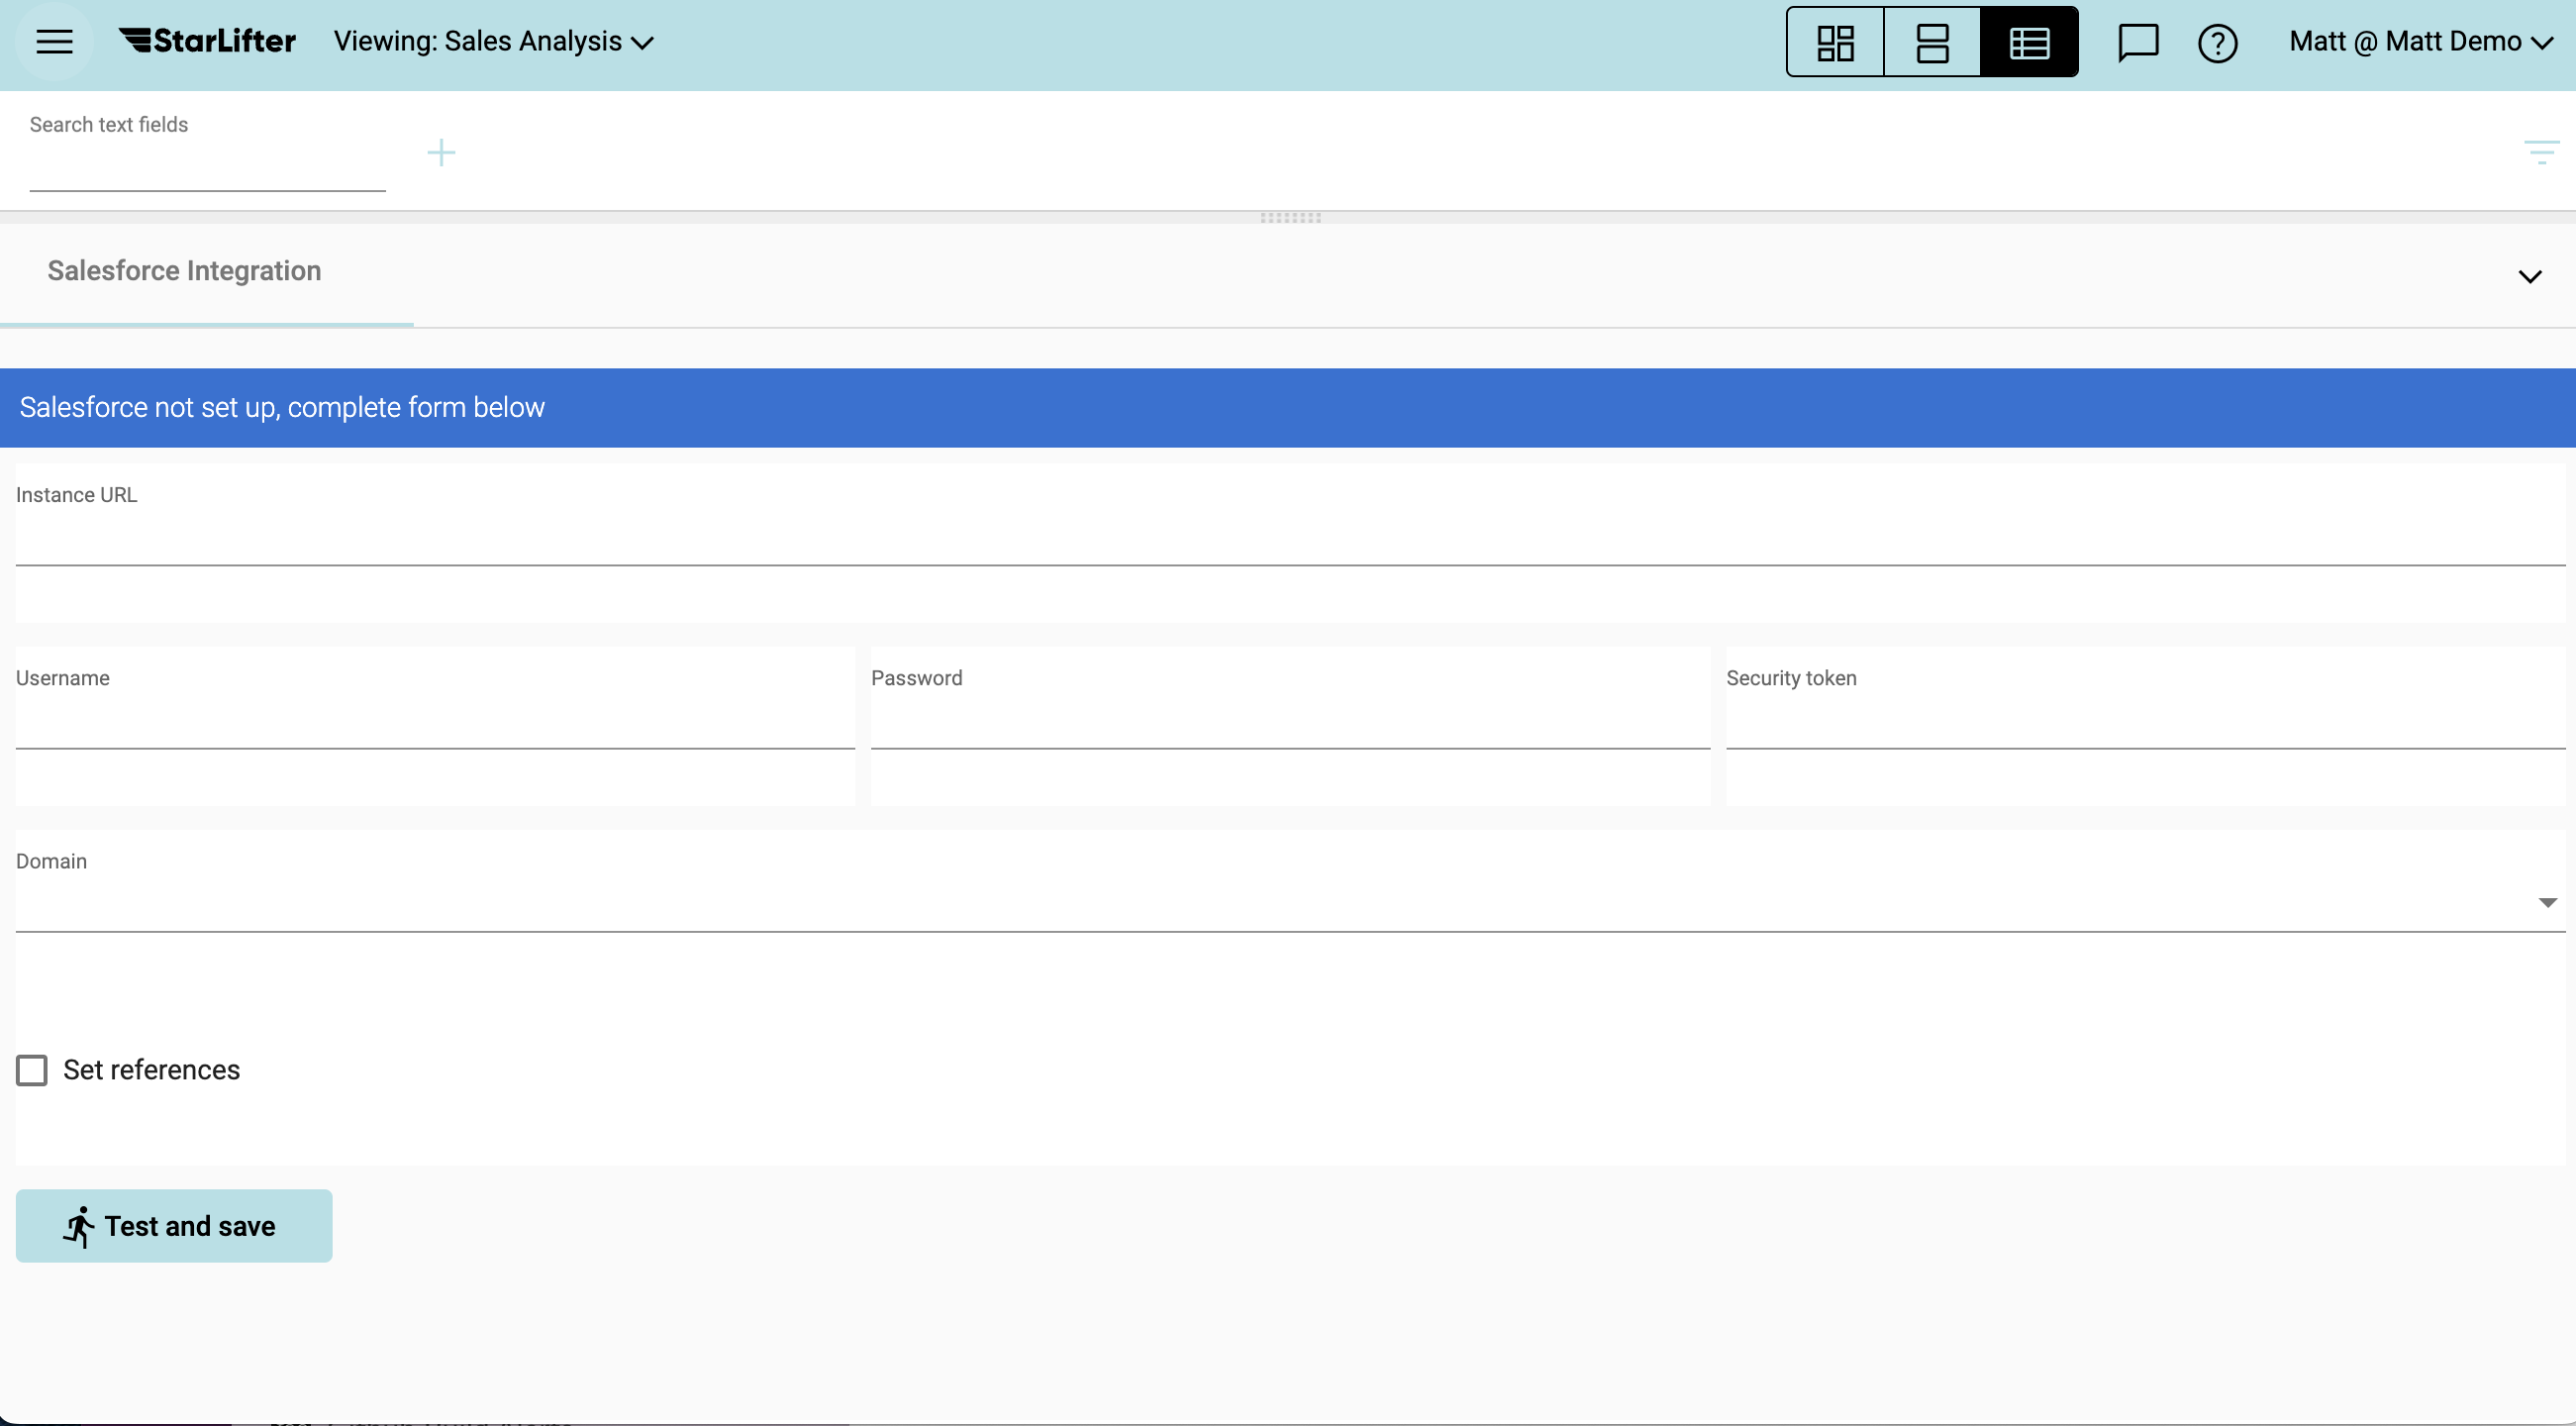 StarLifter
Viewing: Sales Analysis
Matt @ Matt Demo
Search text fields
Salesforce Integration
Salesforce not set up, complete form below
Instance URL
Username
Password
Security token
Domain
Set references
Test and save